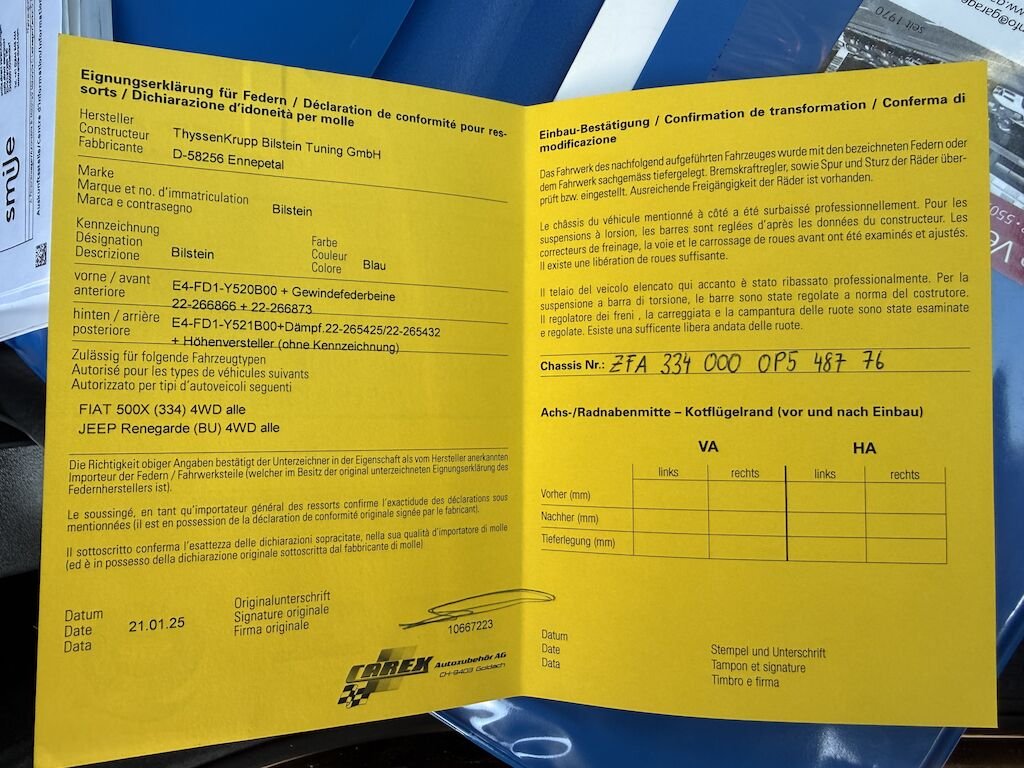 Eignungserklärung für Federn / Déclaration de conformité pour res-
sorts / Dichiarazione d'idoneità per molle
Hersteller
Constructeur
Fabbricante
ThyssenKrupp Bilstein Tuning GmbH
D-58256 Ennepetal
Marke
Marque et no. d'immatriculation
Marca e contrasegno
Bilstein
Kennzeichnung
Désignation
Descrizione
Bilstein
Farbe
Couleur
Colore
Blau
vorne / avant
anteriore
E4-FD1-Y520B00 + Gewindefederbeine
22-266866 + 22-266873
hinten / arrière
posteriore
E4-FD1-Y521B00+Dämpf.22-265425/22-265432
+ Höhenversteller (ohne Kennzeichnung)
Zulässig für folgende Fahrzeugtypen
Autorisé pour les types de véhicules suivants
Autorizzato per tipi d'autoveicoli seguenti
FIAT 500X (334) 4WD alle
JEEP Renegarde (BU) 4WD alle
Die Richtigkeit obiger Angaben bestätigt der Unterzeichner in der Eigenschaft als vom Hersteller anerkannten
Importeur der Federn / Fahrwerksteile (welcher im Besitz der original unterzeichneten Eignungserklärung des
Federnherstellers ist).
Le soussingé, en tant qu'importateur général des ressorts confirme l'exactidude des déclarations sous
mentionnées (il est en possession de la déclaration de conformité originale signée par le fabricant).
Il sottoscritto conferma l'esattezza delle dichiarazioni sopracitate, nella sua qualità d'importatore di molle
(ed è in possesso della dichiarazione originale sottoscritta dal fabbricante di molle)
Datum
Date
Data
21.01.25
Originalunterschrift
Signature originale
Firma originale
10667223
CAREX Autozubehör AG
CH-9403 Goldach
Einbau-Bestätigung / Confirmation de transformation / Conferma di
modificazione
Das Fahrwerk des nachfolgend aufgeführten Fahrzeuges wurde mit den bezeichneten Federn oder
dem Fahrwerk sachgemäss tiefergelegt. Bremskraftregler, sowie Spur und Sturz der Räder über-
prüft bzw. eingestellt. Ausreichende Freigängigkeit der Räder ist vorhanden.
Le châssis du véhicule mentionné à côté a été surbaissé professionnellement. Pour les
suspensions à lorsion, les barres sont reglées d'après les données du constructeur. Les
correcteurs de freinage, la voie et le carrossage de roues avant ont été examinés et ajustés.
Il existe une libération de roues suffisante.
Il telaio del veicolo elencato qui accanto è stato ribassato professionalmente. Per la
suspensione a barra di torsione, le barre sono state regolate a norma del costrutore.
Il regolatore dei freni , la carreggiata e la campantura delle ruote sono state esaminate
e regolate. Esiste una sufficente libera andata delle ruote.
Chassis Nr.: ZFA 334 000 0P5 487 76
Achs-/Radnabenmitte – Kotflügelrand (vor und nach Einbau)
VA HA
links rechts links rechts
Vorher (mm)
Nachher (mm)
Tieferlegung (mm)
Datum
Date
Data
Stempel und Unterschrift
Tampon et signature
Timbro e firma
smile
seit 1970